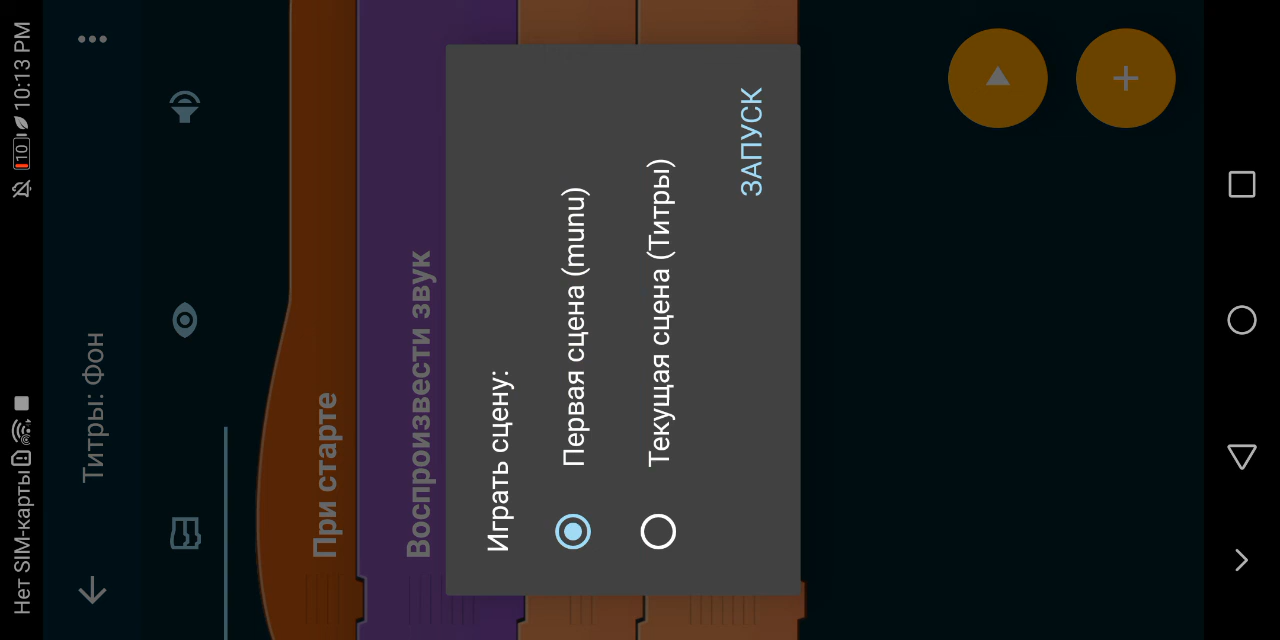 Нет SIM-карты
10
10:13 PM
Титры: Фон
При старте
Воспроизвести звук
Играть сцену:
Первая сцена (munu)
Текущая сцена (Титры)
ЗАПУСК